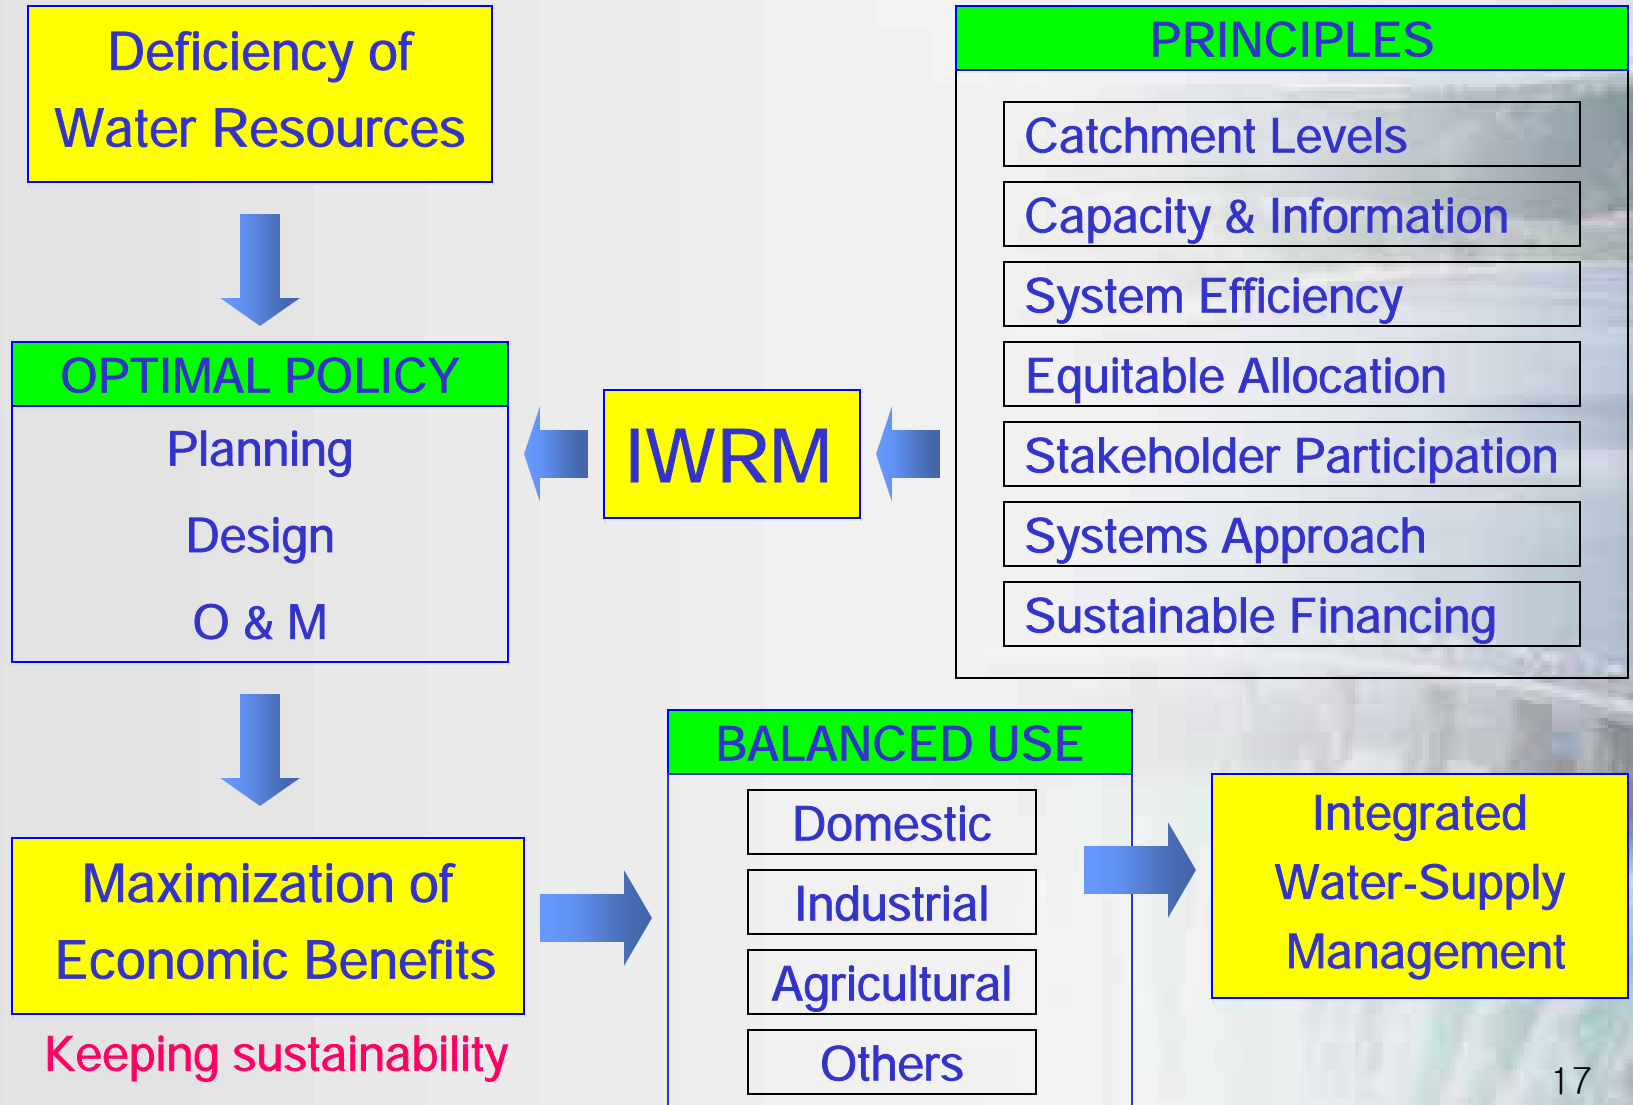 Deficiency of
Water Resources
OPTIMAL POLICY
Planning
Design
O & M
Maximization of
Economic Benefits
Keeping sustainability
IWRM
PRINCIPLES
Catchment Levels
Capacity & Information
System Efficiency
Equitable Allocation
Stakeholder Participation
Systems Approach
Sustainable Financing
BALANCED USE
Domestic
Industrial
Agricultural
Others
Integrated
Water-Supply
Management
17